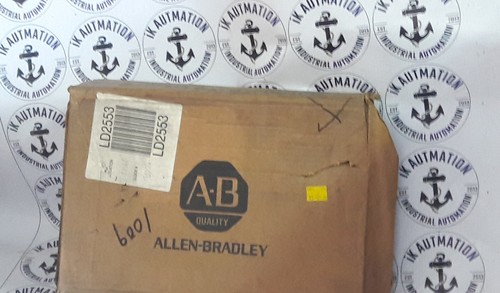 IK AUTMATION
INDUSTRIAL AUTOMATION
LD2553
LD2553
A·B
QUALITY
ALLEN-BRADLEY
6001